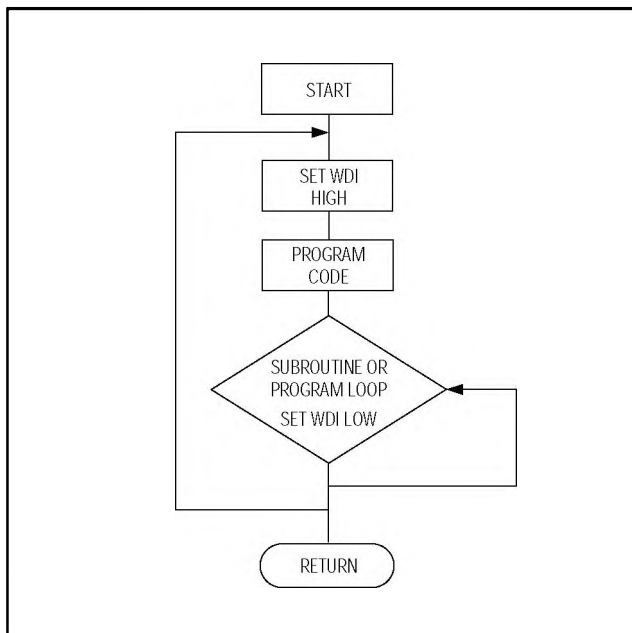 START
SET WDI
HIGH
PROGRAM
CODE
SUBROUTINE OR
PROGRAM LOOP
SET WDI LOW
RETURN